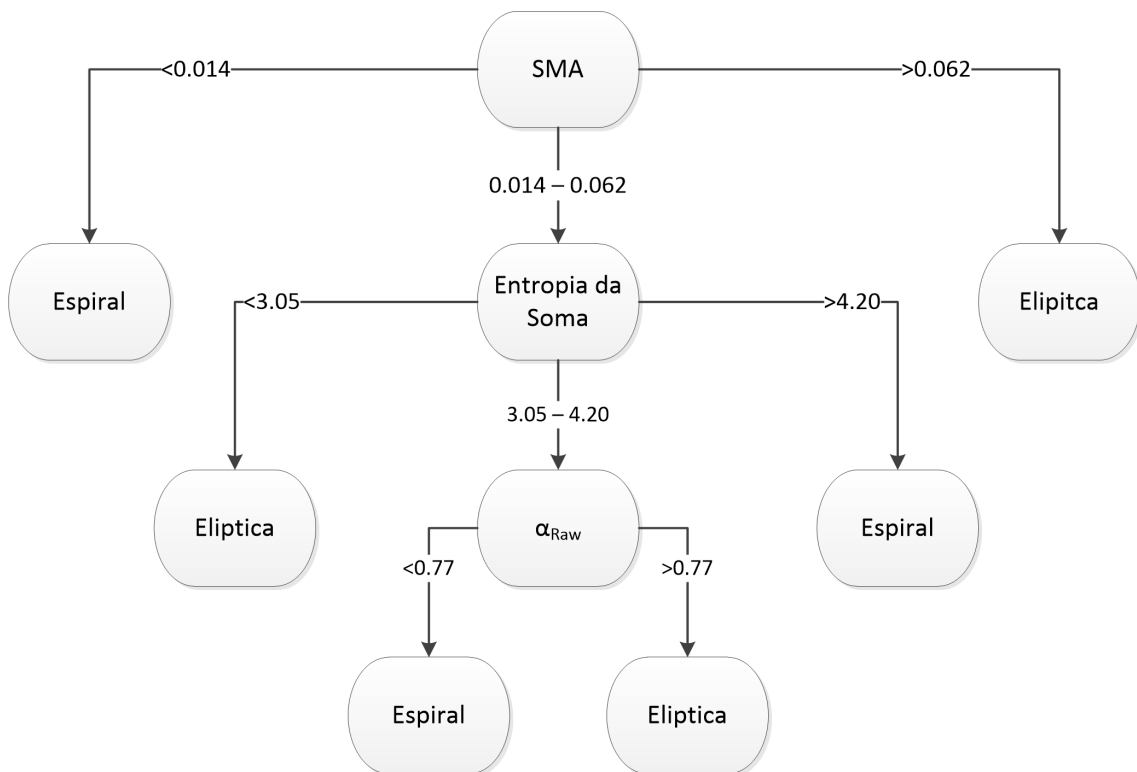 SMA
<0.014
>0.062
0.014 – 0.062
Espiral
Entropia da
Soma
Elipitca
<3.05
>4.20
3.05 – 4.20
Eliptica
αRaw
Espiral
<0.77
>0.77
Espiral
Eliptica